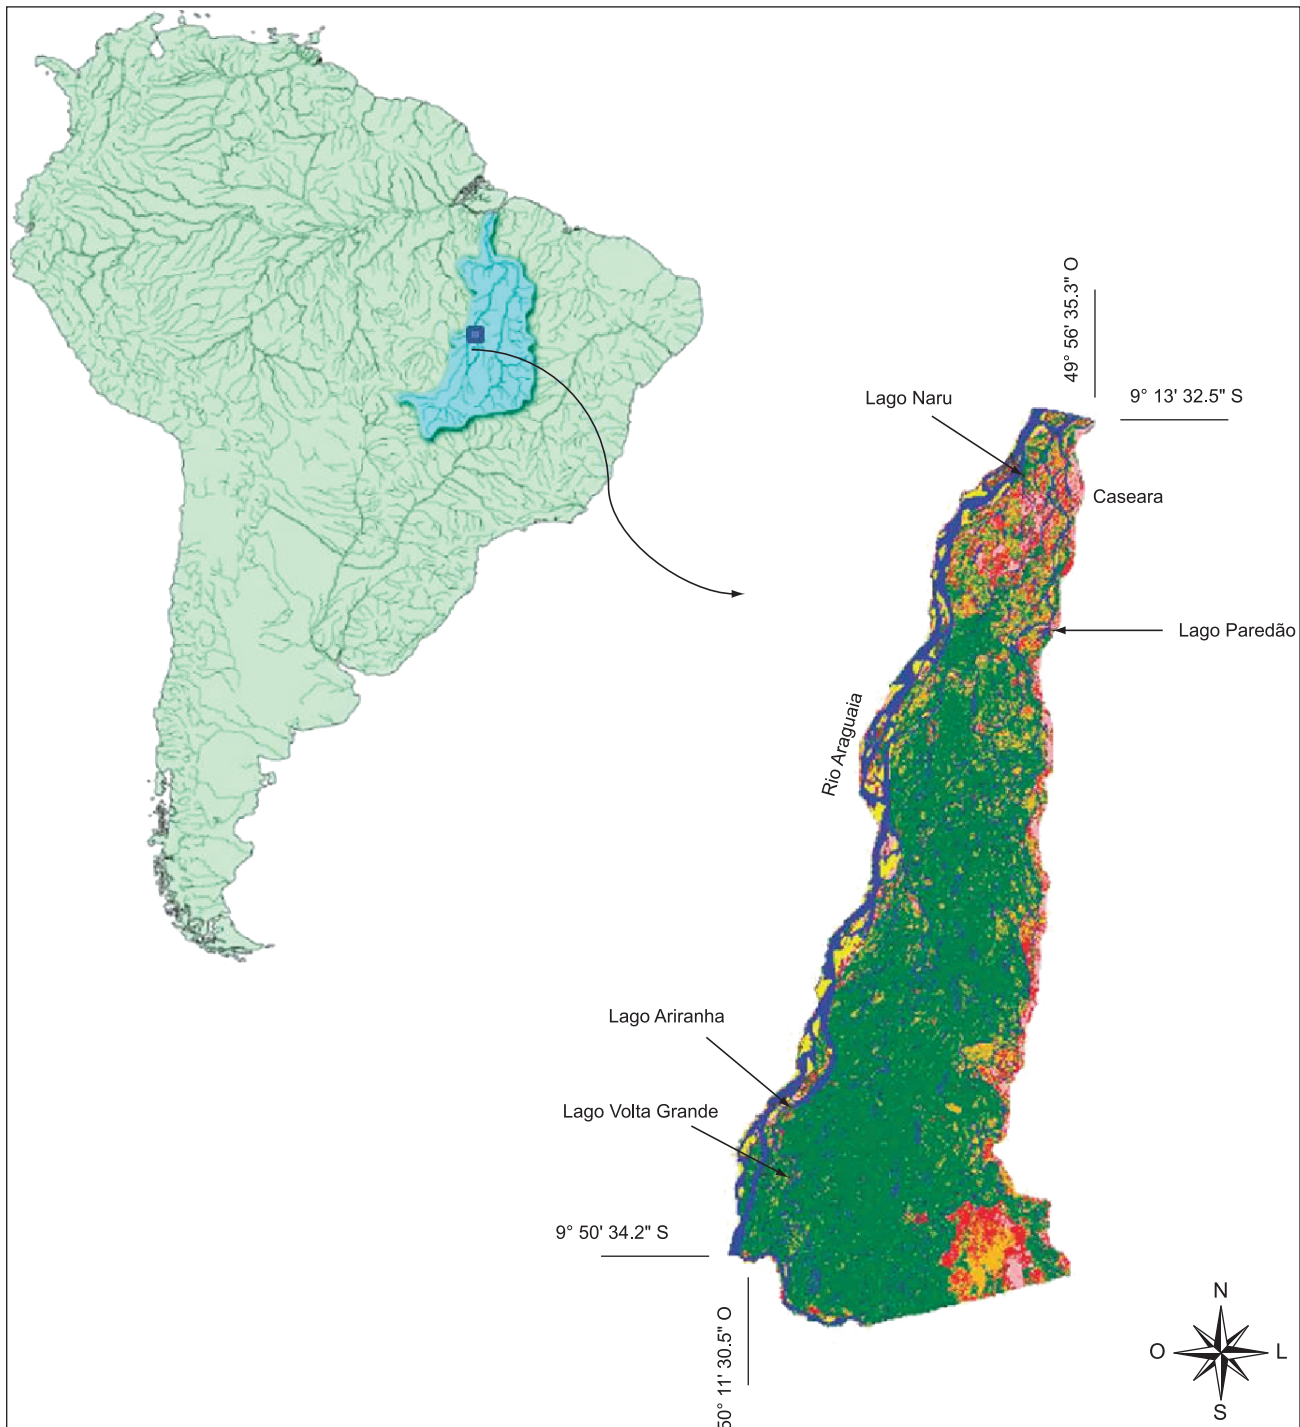 49° 56' 35.3" O
9° 13' 32.5" S
Lago Naru
Caseara
Lago Paredão
Rio Araguaia
Lago Ariranha
Lago Volta Grande
9° 50' 34.2" S
50° 11' 30.5" O
N
O
L
S